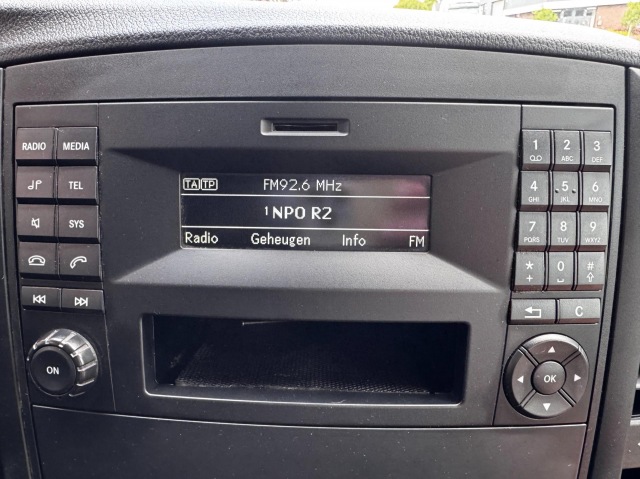 RADIO MEDIA
TEL
SYS
ON
TA TP FM92.6 MHz
1 NPO R2
Radio Geheugen Info FM
1 2 ABC 3 DEF
4 GHI 5 JKL 6 MNO
7 PQRS 8 TUV 9 WXYZ
* + 0 #
C
OK